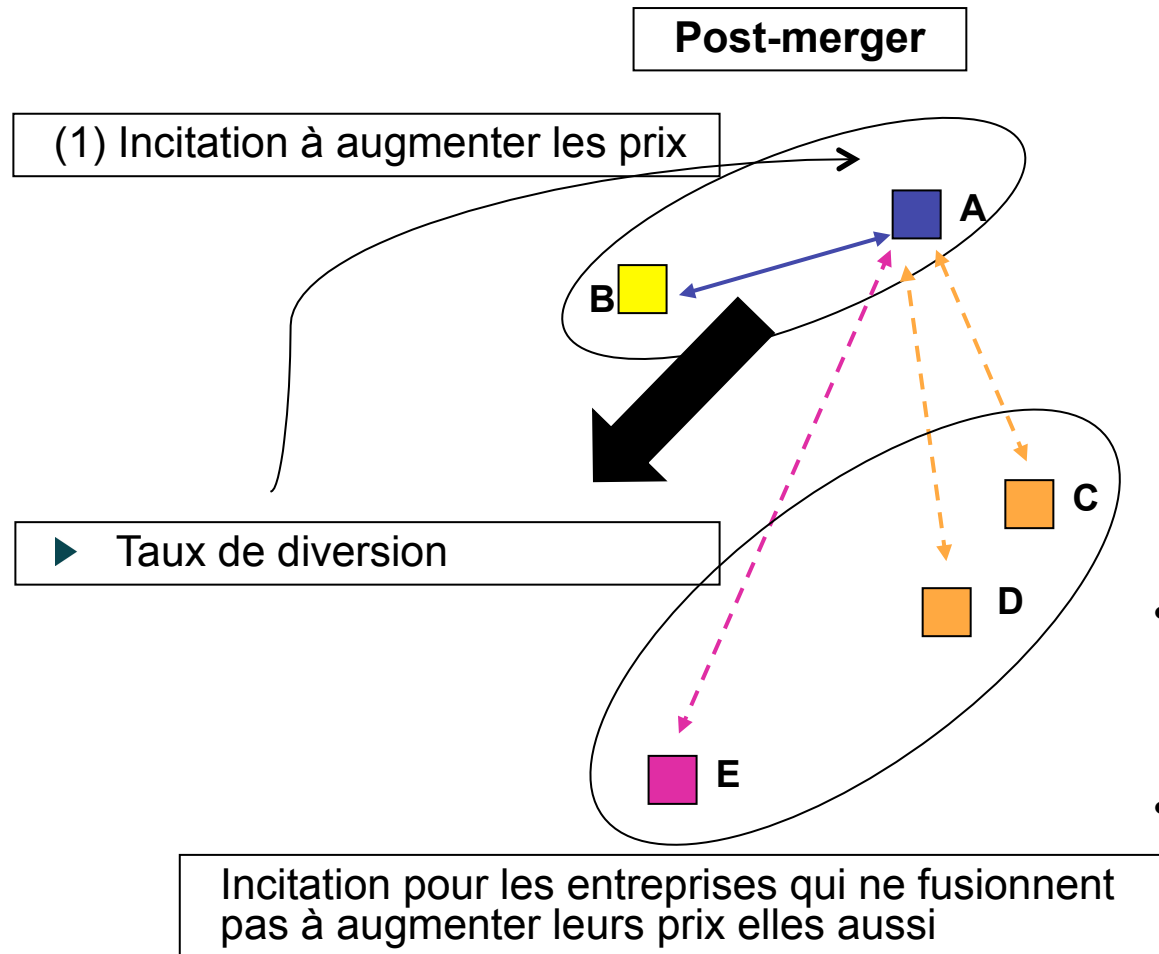 Post-merger
(1) Incitation à augmenter les prix
A
B
C
Taux de diversion
D
E
Incitation pour les entreprises qui ne fusionnent
pas à augmenter leurs prix elles aussi